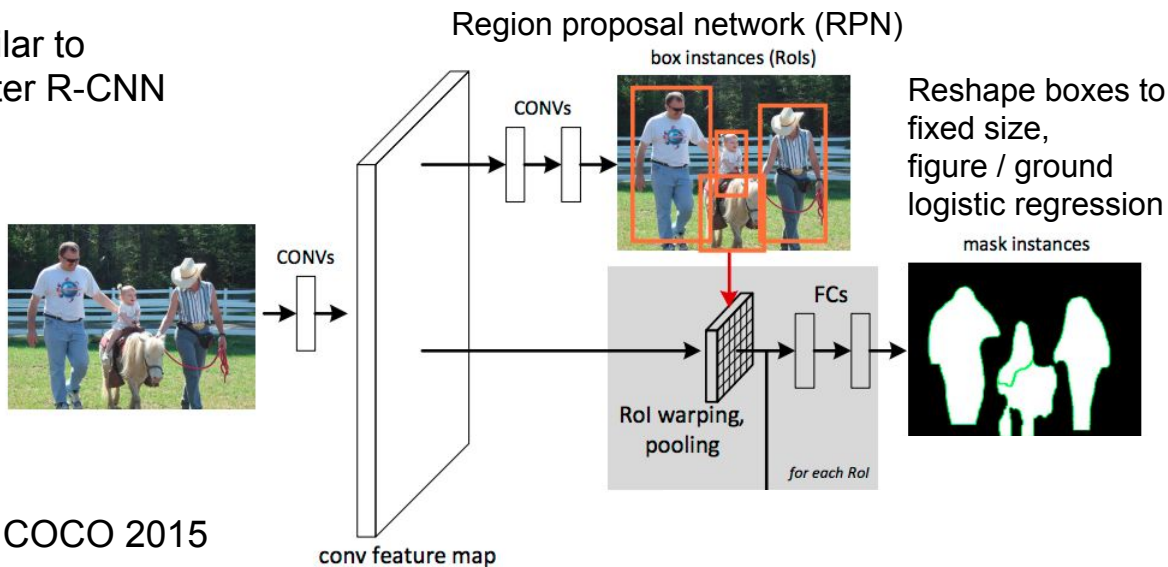 Region proposal network (RPN)
box instances (RoIs)
lar to
er R-CNN
CONVs
Reshape boxes to
fixed size,
figure / ground
logistic regression
mask instances
CONVs
FCs
RoI warping,
pooling
for each RoI
COCO 2015
conv feature map